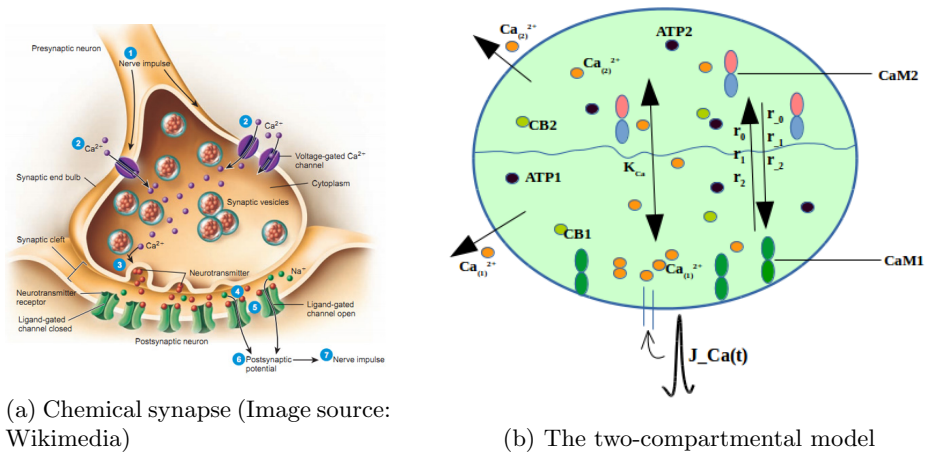 Presynaptic neuron
1
Nerve impulse
2
Ca2+
2
Ca2+
Voltage-gated Ca2+
channel
Synaptic end bulb
Cytoplasm
Synaptic vesicles
Synaptic cleft
Ca2+
3
Neurotransmitter
Na+
Neurotransmitter
receptor
4
5
Ligand-gated
channel closed
Ligand-gated
channel open
Postsynaptic neuron
6 Postsynaptic
potential
7 Nerve impulse
(a) Chemical synapse (Image source:
Wikimedia)
Ca(2)2+
ATP2
Ca(2)2+
CaM2
CB2
r_0
r_1
r_2
r0
r1
r2
KCa
ATP1
CB1
Ca(1)2+
Ca(1)2+
CaM1
J_Ca(t)
(b) The two-compartmental model